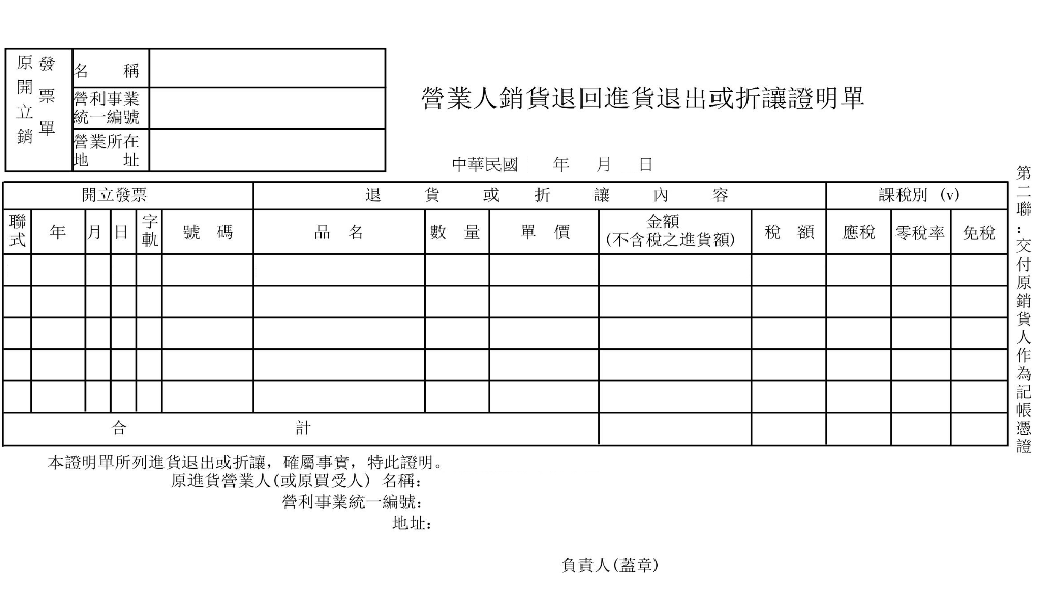 原開立銷
發票單
名 稱
營利事業
統一編號
營業所在
地 址
營業人銷貨退回進貨退出或折讓證明單
中華民國 年 月 日
第二聯：交付原銷貨人作為記帳憑證
開立發票
退貨或折讓內容
課稅別 (v)
聯式
年
月
日
字軌
號 碼
品 名
數 量
單 價
金額
(不含稅之進貨額)
稅 額
應稅
零稅率
免稅
合 計
本證明單所列進貨退出或折讓，確屬事實，特此證明。
原進貨營業人(或原買受人) 名稱：
營利事業統一編號：
地址：
負責人(蓋章)